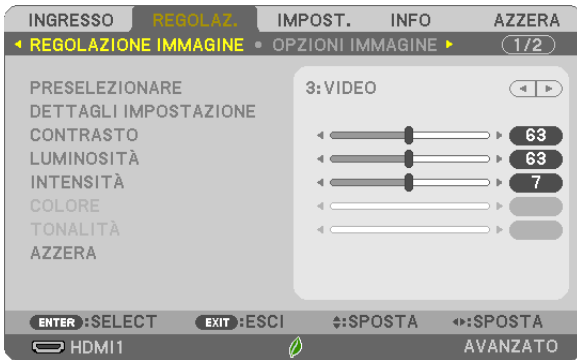 INGRESSO REGOLAZ. IMPOST. INFO AZZERA
REGOLAZIONE IMMAGINE OPZIONI IMMAGINE (1/2)
PRESELEZIONARE 3:VIDEO
DETTAGLI IMPOSTAZIONE
CONTRASTO 63
LUMINOSITÀ 63
INTENSITÀ 7
COLORE
TONALITÀ
AZZERA
ENTER:SELECT EXIT:ESCI :SPOSTA :SPOSTA
HDMI1 AVANZATO